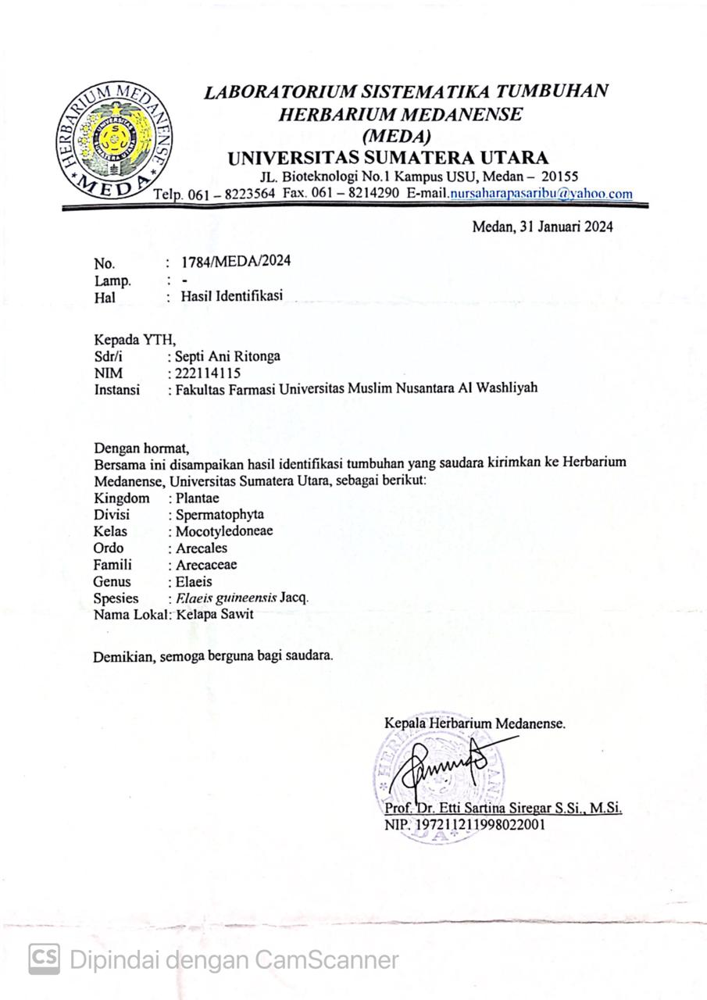 HERBARIUM MEDANENSE
* MEDA *
UNIVERSITAS
SUMATERA UTARA
LABORATORIUM SISTEMATIKA TUMBUHAN
HERBARIUM MEDANENSE
(MEDA)
UNIVERSITAS SUMATERA UTARA
JL. Bioteknologi No.1 Kampus USU, Medan – 20155
Telp. 061 – 8223564 Fax. 061 – 8214290 E-mail.nursaharapasaribu@yahoo.com
Medan, 31 Januari 2024
No. : 1784/MEDA/2024
Lamp. : -
Hal : Hasil Identifikasi
Kepada YTH,
Sdr/i : Septi Ani Ritonga
NIM : 222114115
Instansi : Fakultas Farmasi Universitas Muslim Nusantara Al Washliyah
Dengan hormat,
Bersama ini disampaikan hasil identifikasi tumbuhan yang saudara kirimkan ke Herbarium
Medanense, Universitas Sumatera Utara, sebagai berikut:
Kingdom : Plantae
Divisi : Spermatophyta
Kelas : Mocotyledoneae
Ordo : Arecales
Famili : Arecaceae
Genus : Elaeis
Spesies : Elaeis guineensis Jacq.
Nama Lokal: Kelapa Sawit
Demikian, semoga berguna bagi saudara.
Kepala Herbarium Medanense.
Prof. Dr. Etti Sartina Siregar S.Si., M.Si.
NIP. 197211211998022001
CS Dipindai dengan CamScanner